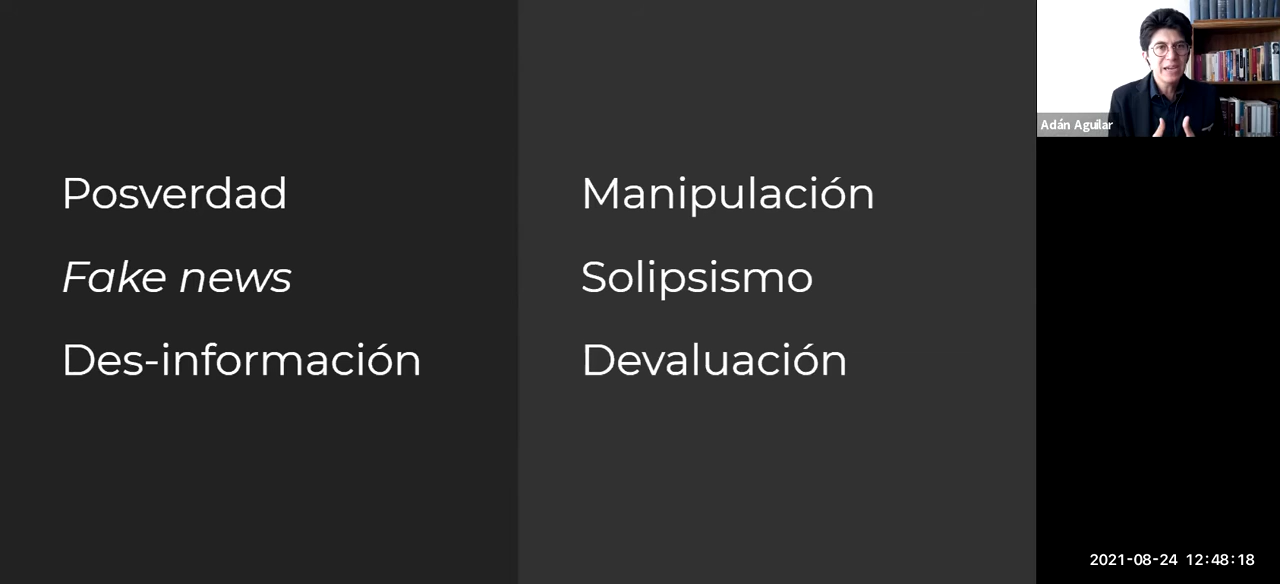 Posverdad
Fake news
Des-información
Manipulación
Solipsismo
Devaluación
Adán Aguilar
2021-08-24 12:48:18